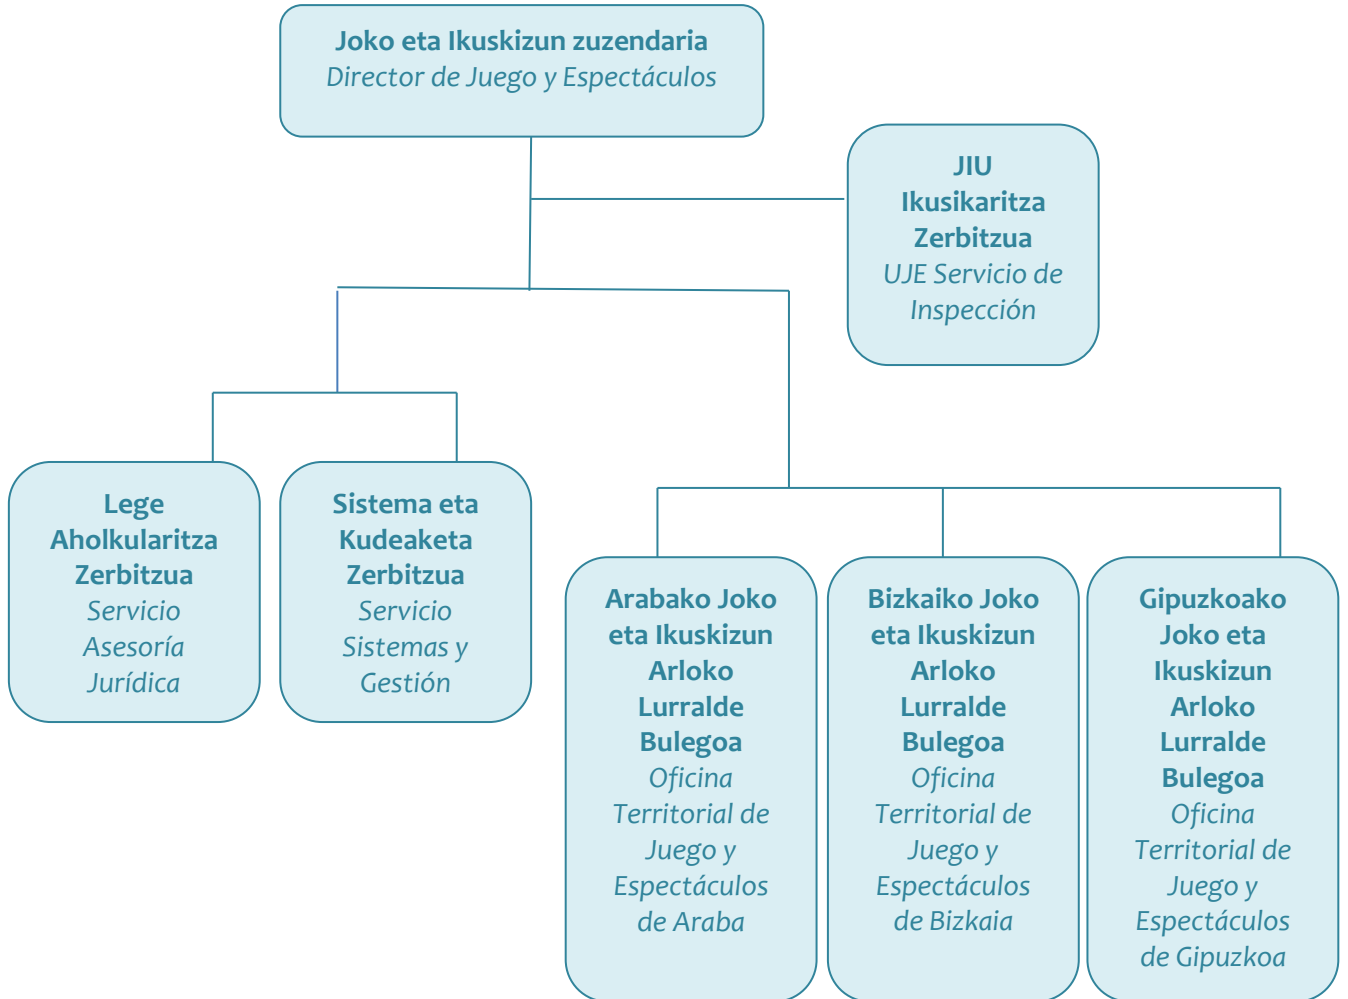 Joko eta Ikuskizun zuzendaria
Director de Juego y Espectáculos
JIU
Ikusikaritza
Zerbitzua
UJE Servicio de
Inspección
Lege
Aholkularitza
Zerbitzua
Servicio
Asesoría
Jurídica
Sistema eta
Kudeaketa
Zerbitzua
Servicio
Sistemas y
Gestión
Arabako Joko
eta Ikuskizun
Arloko
Lurralde
Bulegoa
Oficina
Territorial de
Juego y
Espectáculos
de Araba
Bizkaiko Joko
eta Ikuskizun
Arloko
Lurralde
Bulegoa
Oficina
Territorial de
Juego y
Espectáculos
de Bizkaia
Gipuzkoako
Joko eta
Ikuskizun
Arloko
Lurralde
Bulegoa
Oficina
Territorial de
Juego y
Espectáculos
de Gipuzkoa